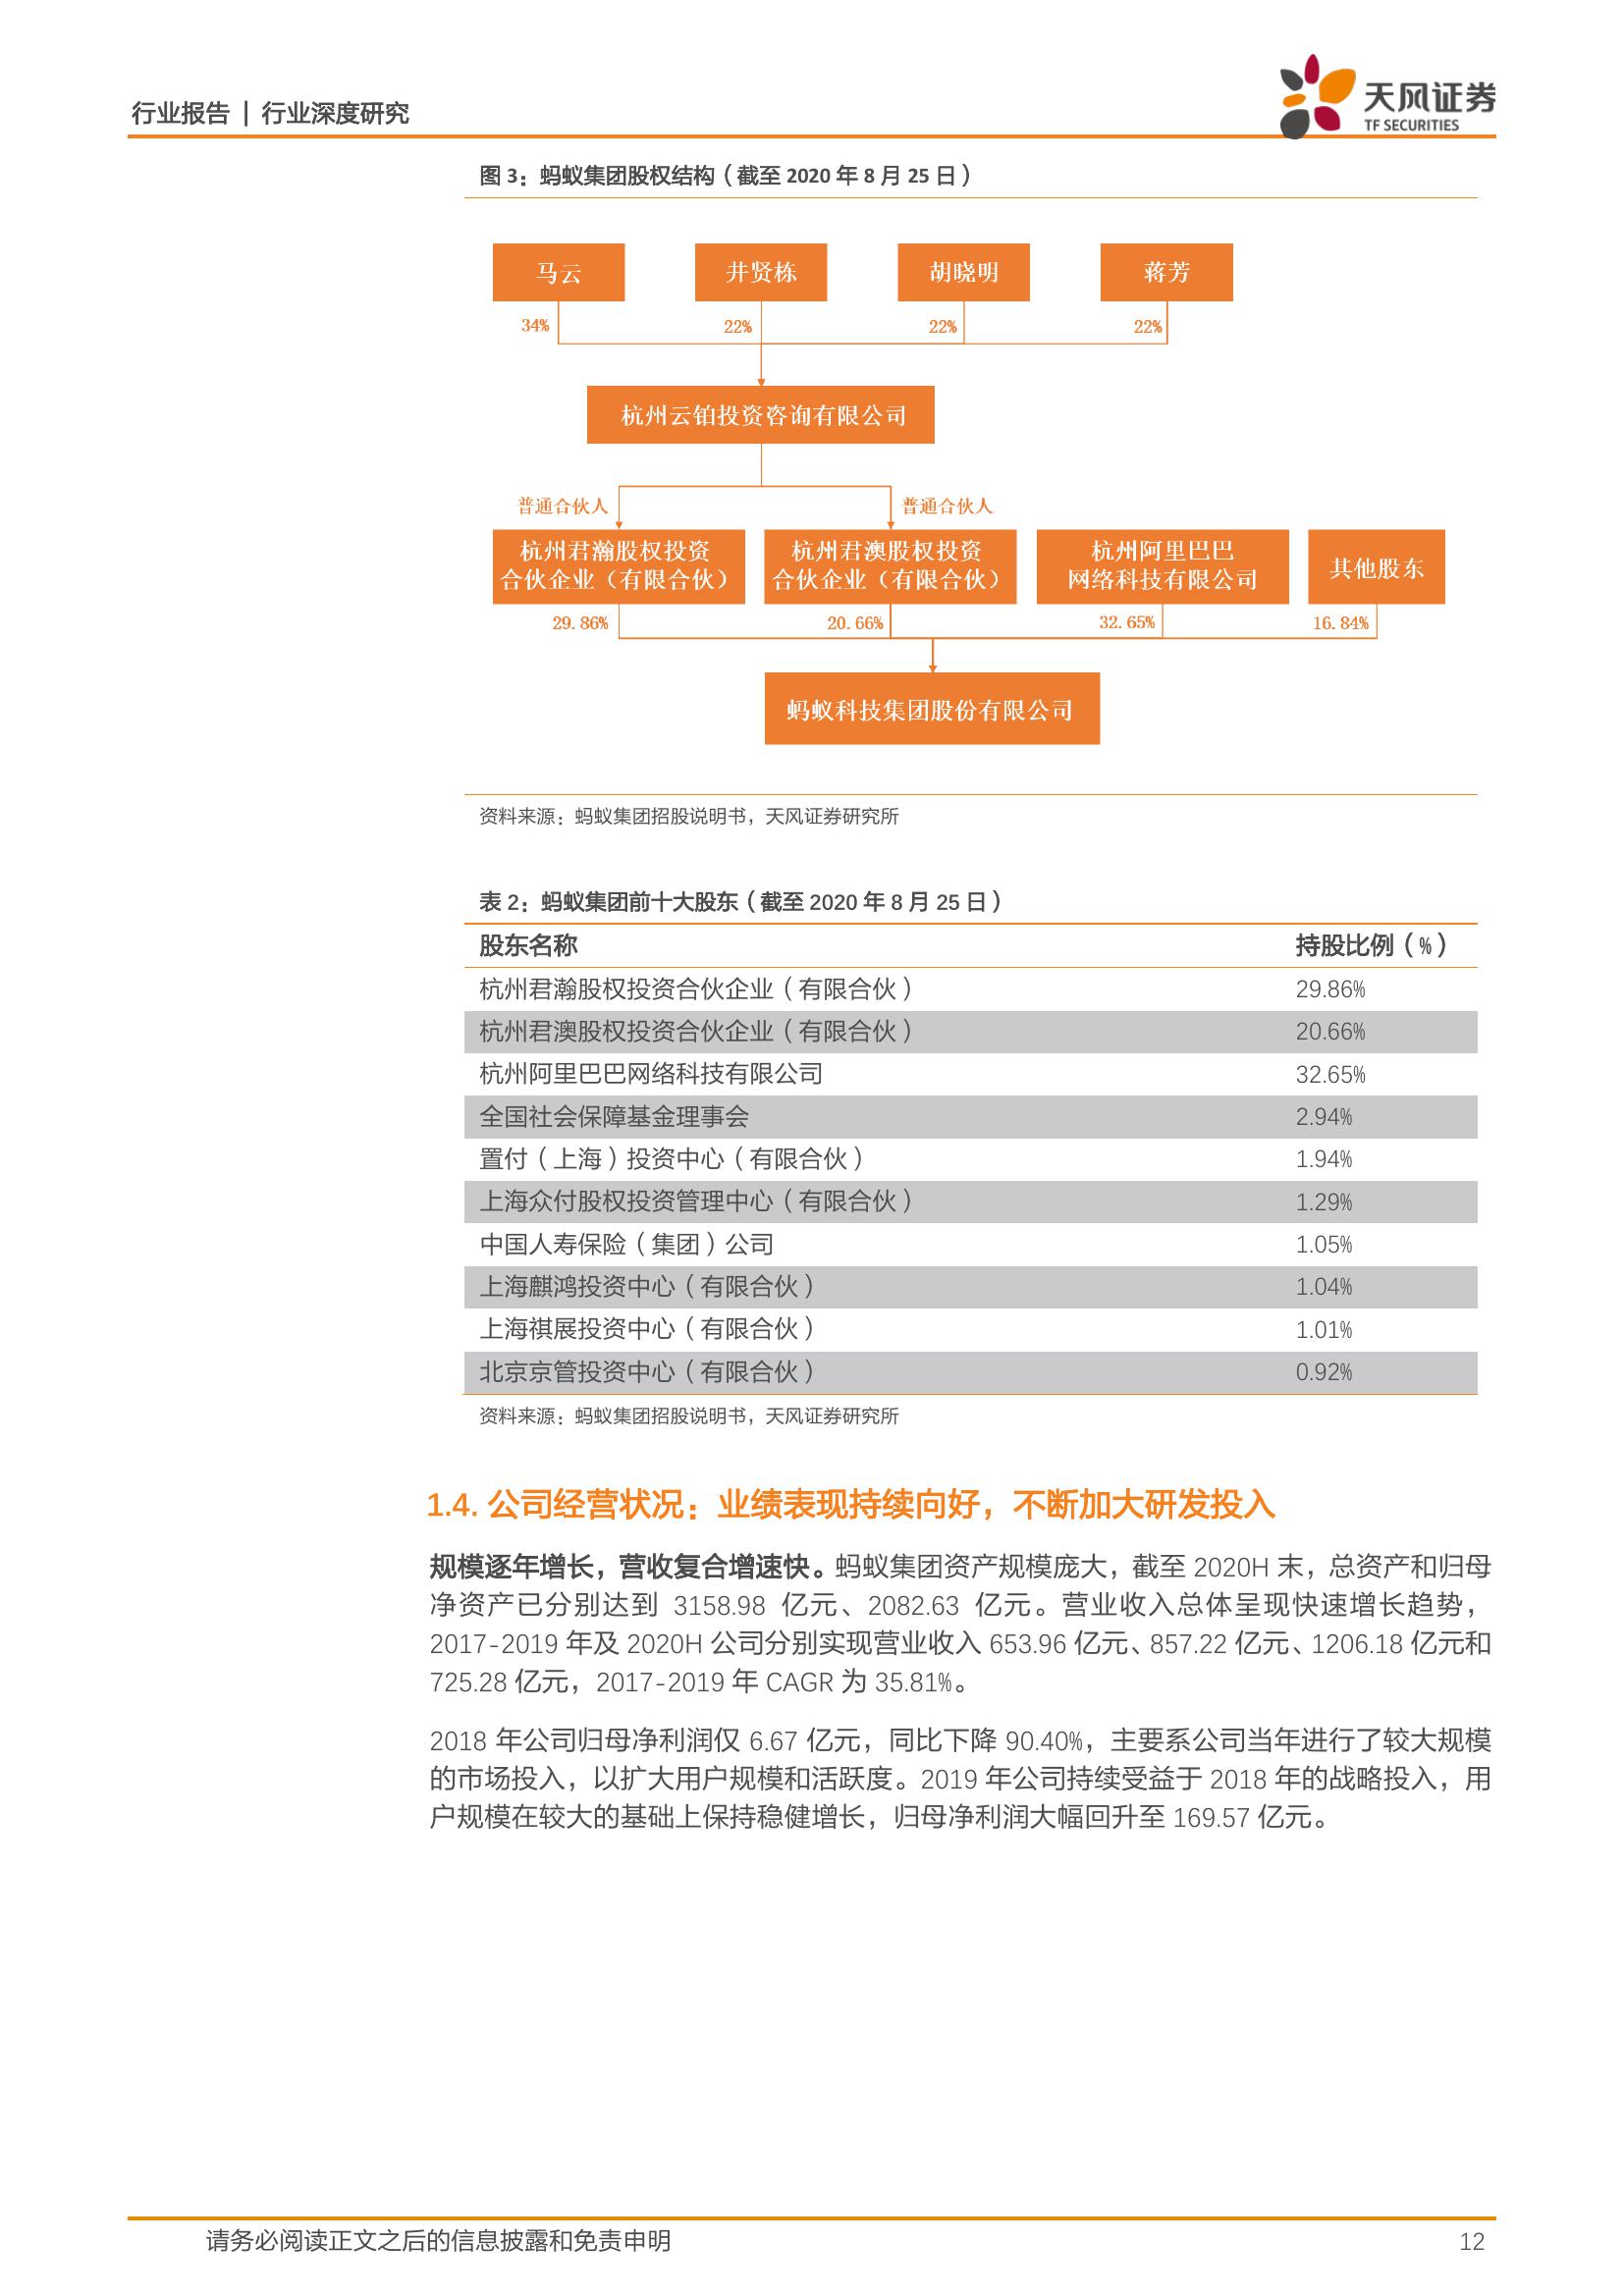 行业报告 | 行业深度研究
天风证券
TF SECURITIES
图 3：蚂蚁集团股权结构（截至 2020 年 8 月 25 日）
马云 井贤栋 胡晓明 蒋芳
34% 22% 22% 22%
杭州云铂投资咨询有限公司
普通合伙人 普通合伙人
杭州君瀚股权投资
合伙企业（有限合伙）
杭州君澳股权投资
合伙企业（有限合伙）
杭州阿里巴巴
网络科技有限公司
其他股东
29.86% 20.66% 32.65% 16.84%
蚂蚁科技集团股份有限公司
资料来源：蚂蚁集团招股说明书，天风证券研究所
表 2：蚂蚁集团前十大股东（截至 2020 年 8 月 25 日）
股东名称 持股比例（%）
杭州君瀚股权投资合伙企业（有限合伙） 29.86%
杭州君澳股权投资合伙企业（有限合伙） 20.66%
杭州阿里巴巴网络科技有限公司 32.65%
全国社会保障基金理事会 2.94%
置付（上海）投资中心（有限合伙） 1.94%
上海众付股权投资管理中心（有限合伙） 1.29%
中国人寿保险（集团）公司 1.05%
上海麒鸿投资中心（有限合伙） 1.04%
上海祺展投资中心（有限合伙） 1.01%
北京京管投资中心（有限合伙） 0.92%
资料来源：蚂蚁集团招股说明书，天风证券研究所
1.4. 公司经营状况：业绩表现持续向好，不断加大研发投入
规模逐年增长，营收复合增速快。蚂蚁集团资产规模庞大，截至 2020H 末，总资产和归母
净资产已分别达到 3158.98 亿元、2082.63 亿元。营业收入总体呈现快速增长趋势，
2017-2019 年及 2020H 公司分别实现营业收入 653.96 亿元、857.22 亿元、1206.18 亿元和
725.28 亿元，2017-2019 年 CAGR 为 35.81%。
2018 年公司归母净利润仅 6.67 亿元，同比下降 90.40%，主要系公司当年进行了较大规模
的市场投入，以扩大用户规模和活跃度。2019 年公司持续受益于 2018 年的战略投入，用
户规模在较大的基础上保持稳健增长，归母净利润大幅回升至 169.57 亿元。
请务必阅读正文之后的信息披露和免责申明 12